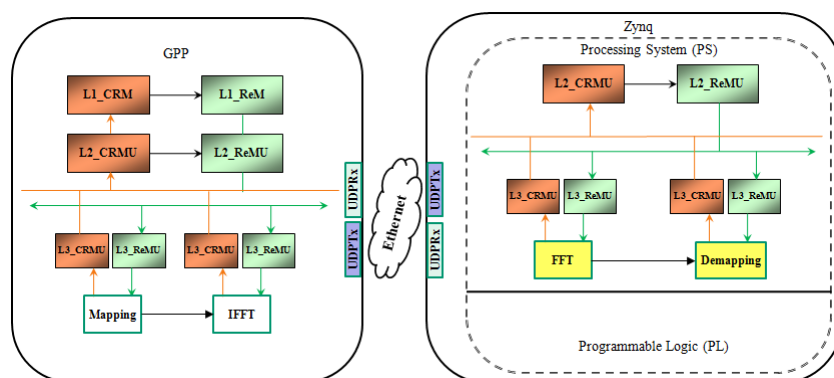 GPP
L1_CRM
L1_ReM
L2_CRMU
L2_ReMU
L3_CRMU
L3_ReMU
L3_CRMU
L3_ReMU
Mapping
IFFT
UDPRx
UDPTx
Ethernet
UDPTx
UDPRx
Zynq
Processing System (PS)
L2_CRMU
L2_ReMU
L3_CRMU
L3_ReMU
L3_CRMU
L3_ReMU
FFT
Demapping
Programmable Logic (PL)